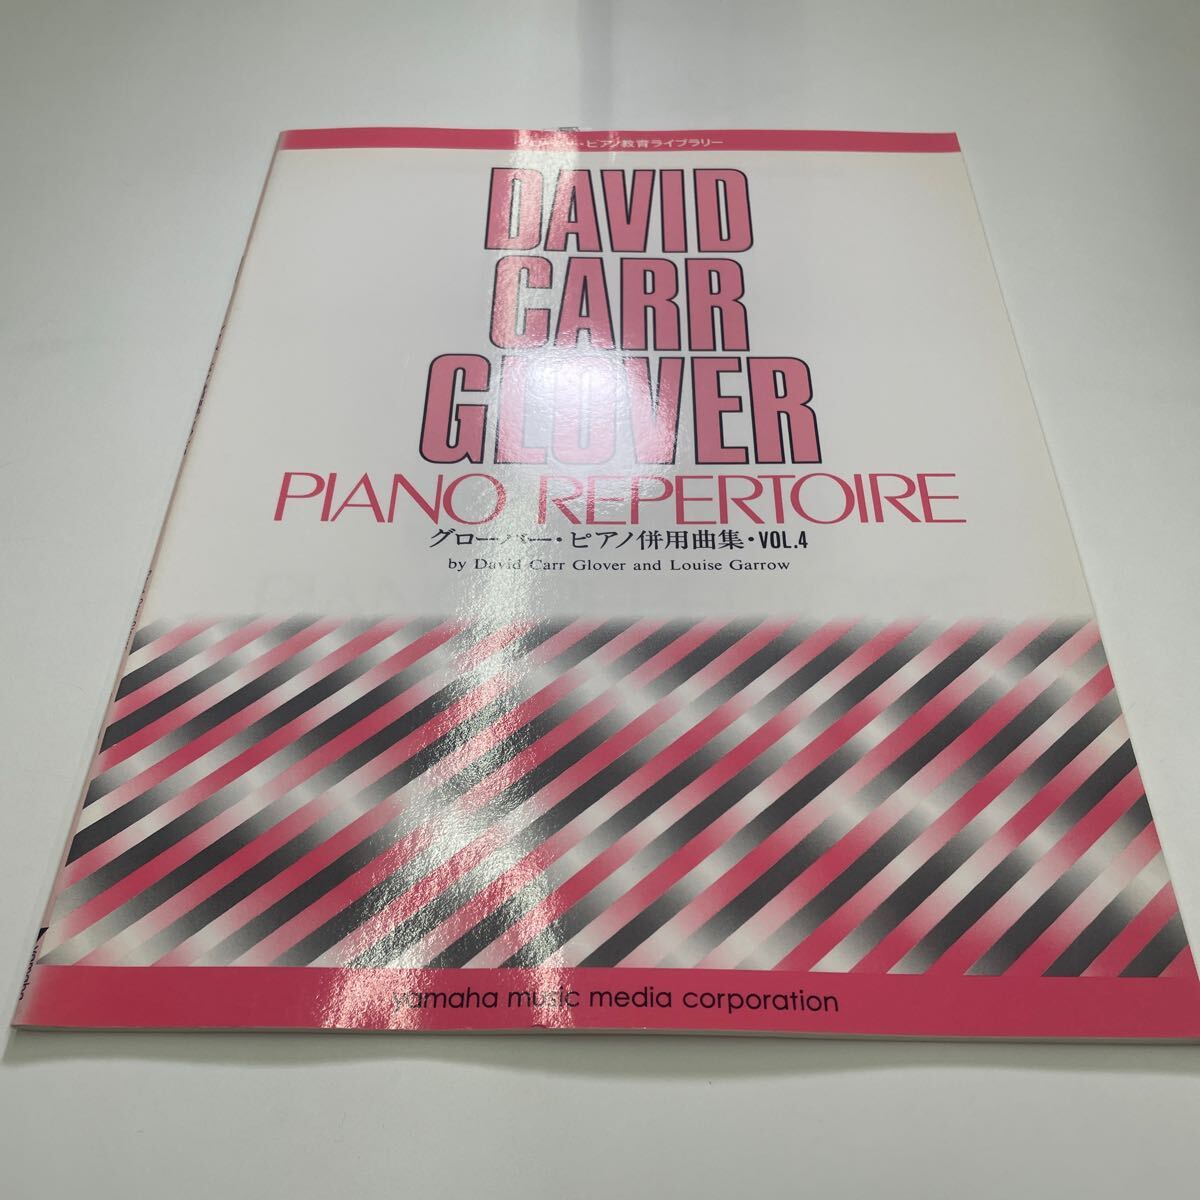 ピアノ教育ライブラリー
DAVID
CARR
GLOVER
PIANO REPERTOIRE
グローバー・ピアノ併用曲集・VOL.4
by David Carr Glover and Louise Garrow
yamaha music media corporation